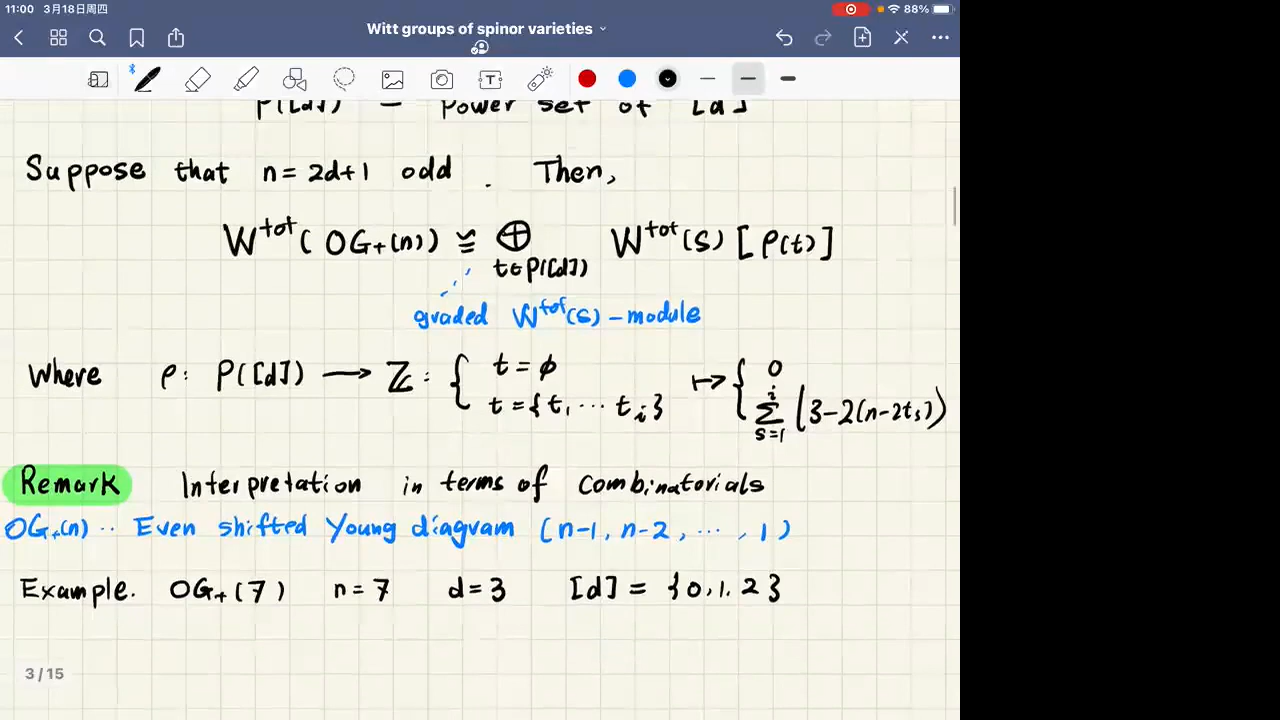 11:00 3月18日周四
88%
Witt groups of spinor varieties
T
P([d]) – power set of [d]
Suppose that n = 2d+1 odd . Then,
W^tot( OG₊(n)) ≅ ⊕ W^tot(S) [ρ(t)]
t∈P([d])
graded W^tot(S) – module
Where ρ: P([d]) → ℤ : { t = ϕ ↦ { 0
t = {t₁ ⋯ t_i} Σ_{s=1}^{i} (3-2(n-2t_s))
Remark Interpretation in terms of combinatorials
OG₊(n) ·· Even shifted Young diagram (n-1, n-2, ⋯, 1)
Example. OG₊(7) n = 7 d = 3 [d] = {0,1,2}
3 / 15